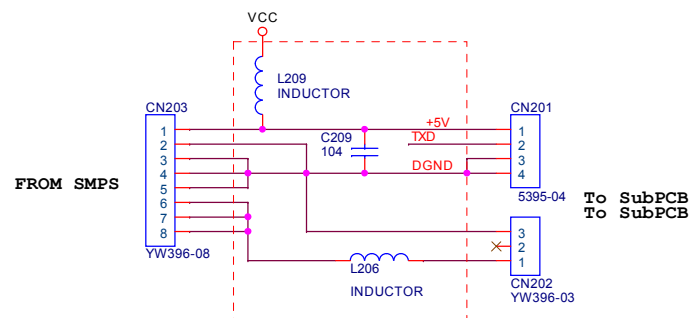 VCC
L209
INDUCTOR
CN203
CN201
1
2
3
4
5
6
7
8
+5V
TXD
C209
104
DGND
1
2
3
4
FROM SMPS
5395-04
To SubPCB
To SubPCB
3
2
1
YW396-08
L206
INDUCTOR
CN202
YW396-03